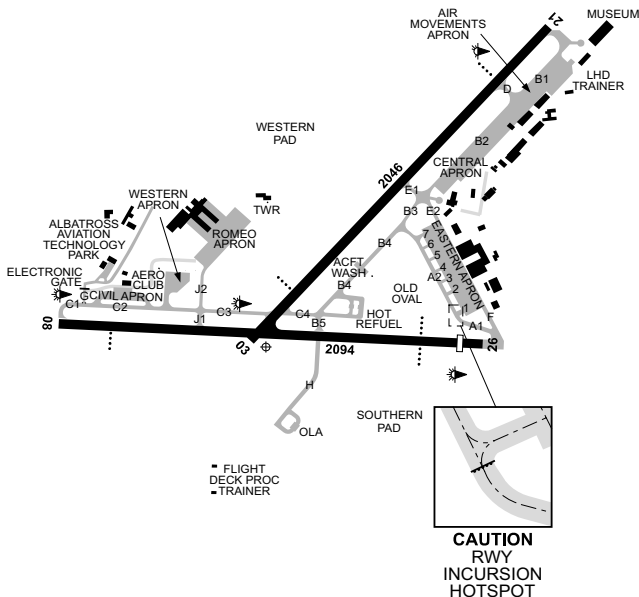 AIR
MOVEMENTS
APRON
21
MUSEUM
LHD
TRAINER
B1
D
WESTERN
PAD
B2
CENTRAL
APRON
2046
E1
B3
E2
WESTERN
APRON
TWR
ALBATROSS
AVIATION
TECHNOLOGY
PARK
ROMEO
APRON
B4
EASTERN APRON
7
6
5
4
3
2
1
A2
ELECTRONIC
GATE
AERO
CLUB
GCIVIL APRON
J2
ACFT
WASH
B4
OLD
OVAL
C1
C2
C3
C4
B5
HOT
REFUEL
J1
F
A1
08
03
2094
26
H
OLA
SOUTHERN
PAD
FLIGHT
DECK PROC
TRAINER
CAUTION
RWY
INCURSION
HOTSPOT